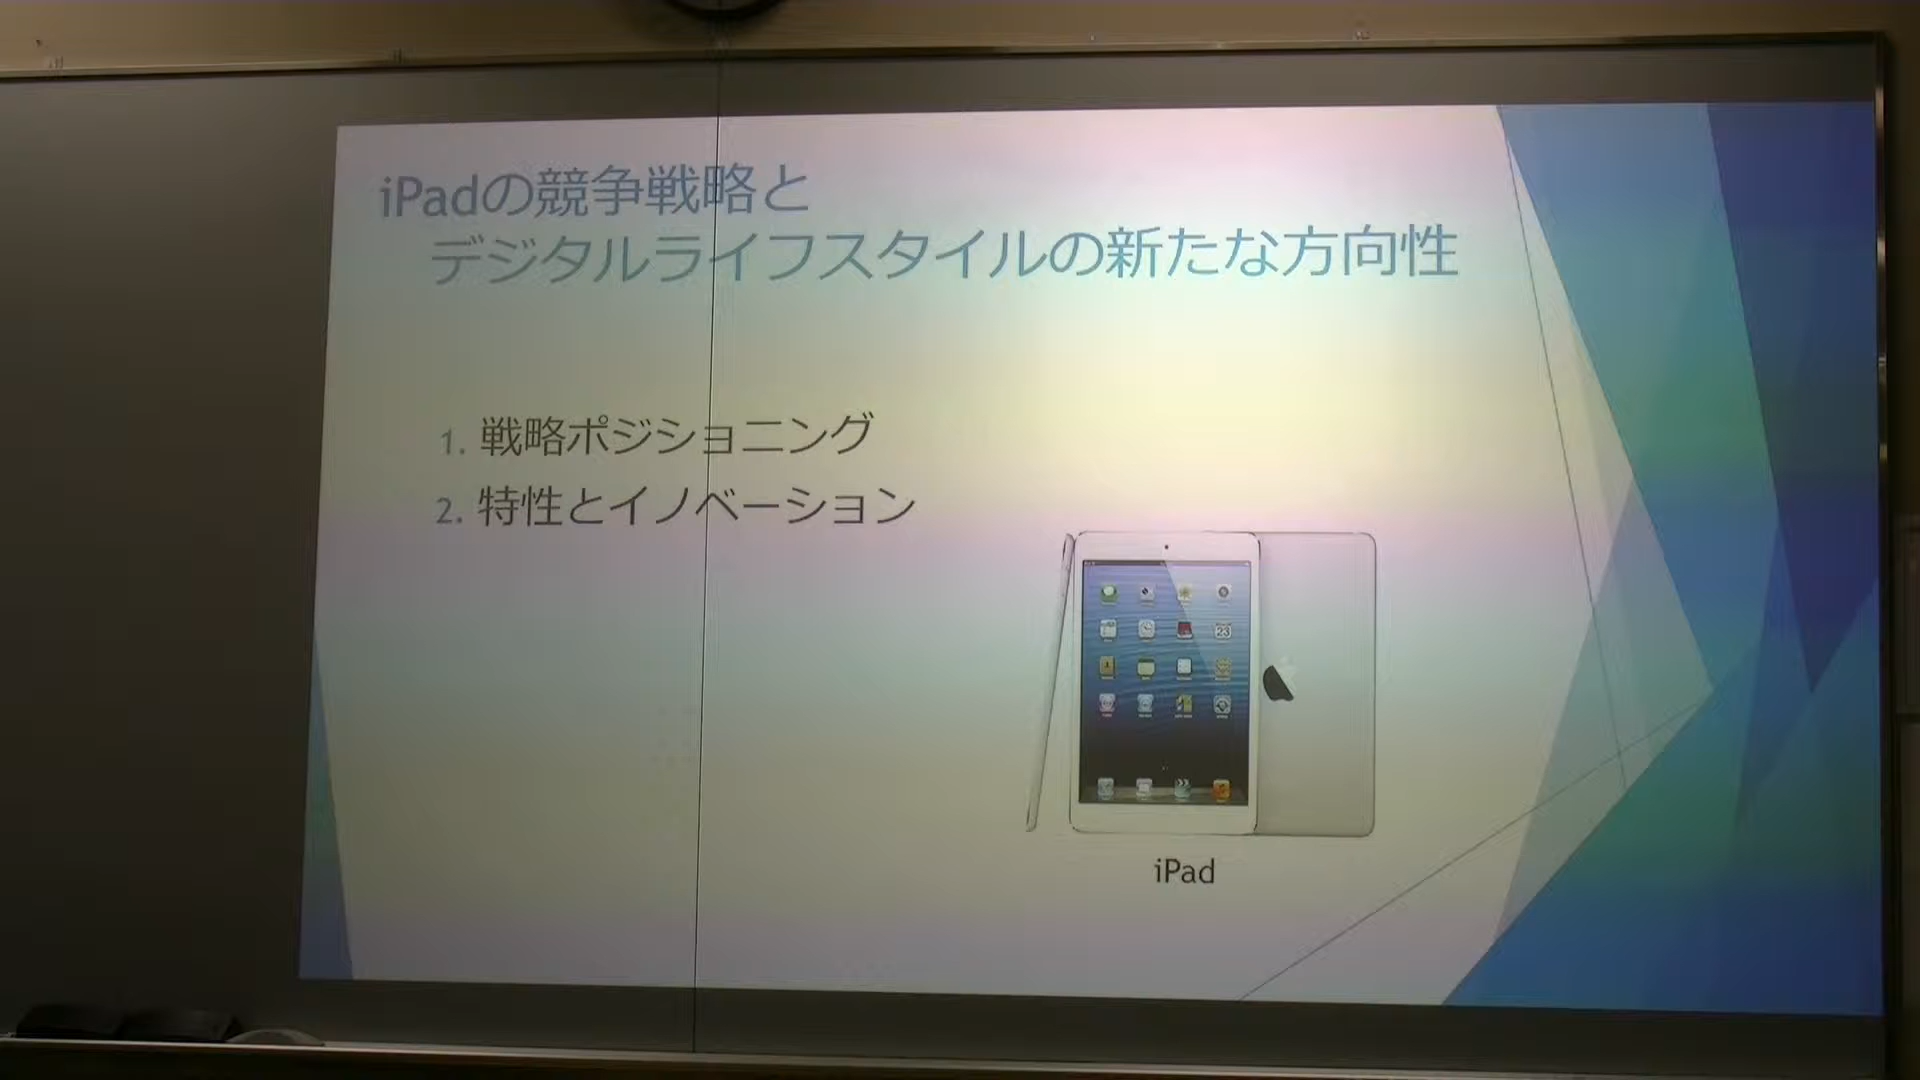 iPadの競争戦略と
デジタルライフスタイルの新たな方向性
1. 戦略ポジショニング
2. 特性とイノベーション
23
iPad